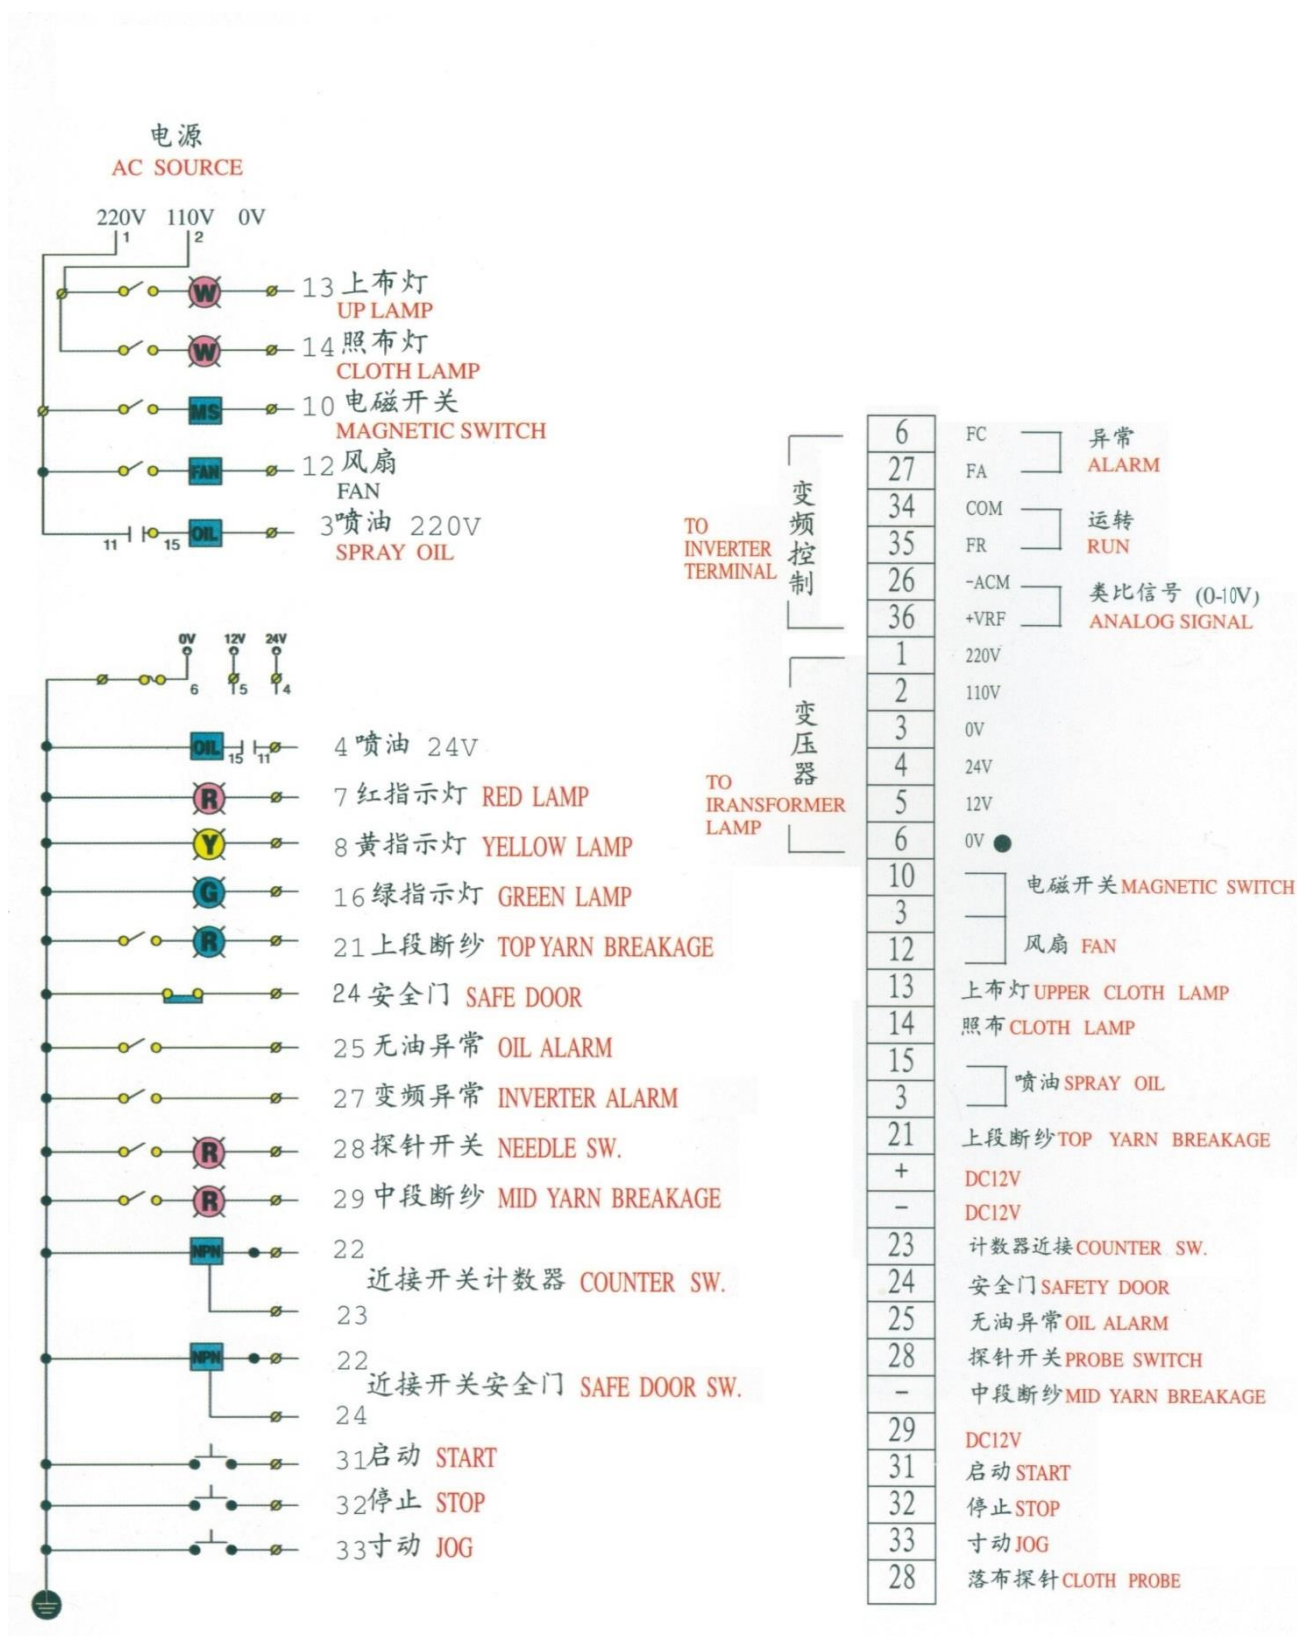 电源
AC SOURCE
220V 110V 0V
1 2
W 13 上布灯
UP LAMP
W 14 照布灯
CLOTH LAMP
MS 10 电磁开关
MAGNETIC SWITCH
FAN 12 风扇
FAN
11 15 OIL 3 喷油 220V
SPRAY OIL
0V 12V 24V
6 5 4
OIL 15 11 4 喷油 24V
R 7 红指示灯 RED LAMP
Y 8 黄指示灯 YELLOW LAMP
G 16 绿指示灯 GREEN LAMP
R 21 上段断纱 TOP YARN BREAKAGE
24 安全门 SAFE DOOR
25 无油异常 OIL ALARM
27 变频异常 INVERTER ALARM
R 28 探针开关 NEEDLE SW.
R 29 中段断纱 MID YARN BREAKAGE
NPN 22
近接开关计数器 COUNTER SW.
23
NPN 22
近接开关安全门 SAFE DOOR SW.
24
31 启动 START
32 停止 STOP
33 寸动 JOG
变频控制
TO
INVERTER
TERMINAL
变压器
TO
IRANSFORMER
LAMP
6 FC 异常
27 FA ALARM
34 COM 运转
35 FR RUN
26 -ACM 类比信号 (0-10V)
36 +VRF ANALOG SIGNAL
1 220V
2 110V
3 0V
4 24V
5 12V
6 0V
10 电磁开关 MAGNETIC SWITCH
3
12 风扇 FAN
13 上布灯 UPPER CLOTH LAMP
14 照布 CLOTH LAMP
15 喷油 SPRAY OIL
3
21 上段断纱 TOP YARN BREAKAGE
+ DC12V
- DC12V
23 计数器近接 COUNTER SW.
24 安全门 SAFETY DOOR
25 无油异常 OIL ALARM
28 探针开关 PROBE SWITCH
- 中段断纱 MID YARN BREAKAGE
29 DC12V
31 启动 START
32 停止 STOP
33 寸动 JOG
28 落布探针 CLOTH PROBE